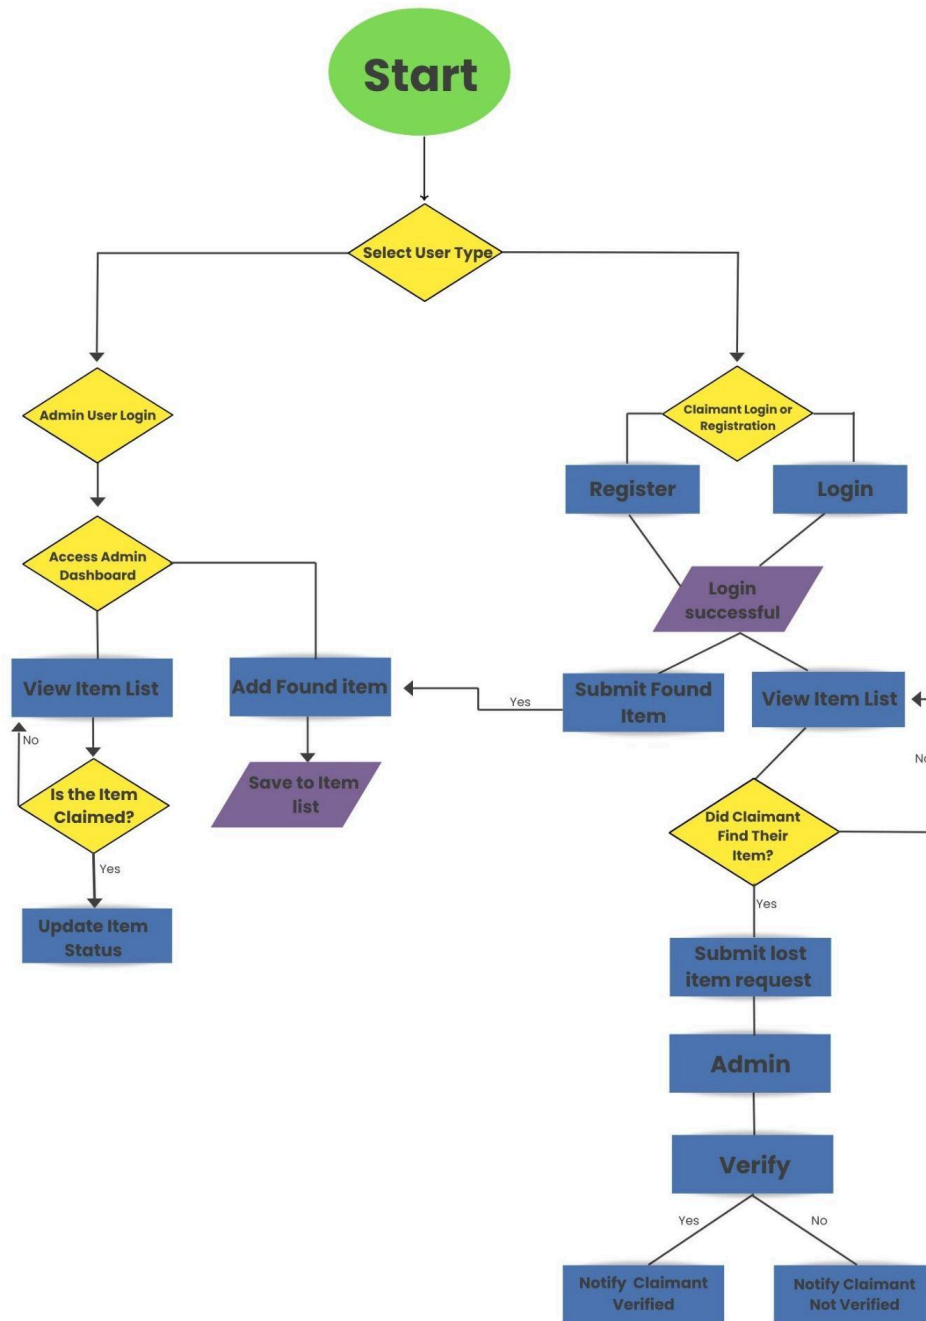 Start
Select User Type
Admin User Login
Claimant Login or
Registration
Register
Login
Access Admin
Dashboard
Login
successful
View Item List
Add Found item
Yes
Submit Found
Item
View Item List
No
No
Is the Item
Claimed?
Save to Item
list
Did Claimant
Find Their
Item?
Yes
Yes
Update Item
Status
Submit lost
item request
Admin
Verify
Yes
No
Notify Claimant
Verified
Notify Claimant
Not Verified